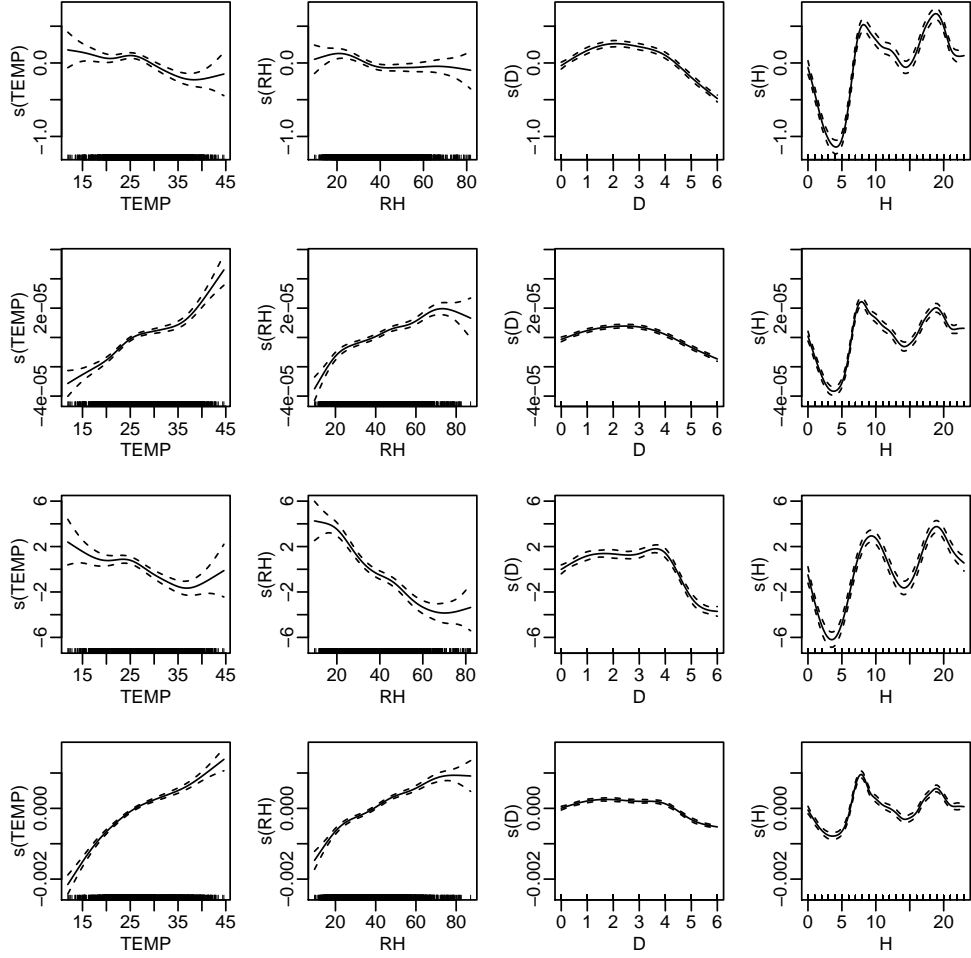 s(TEMP) −1.0 0.0
15 25 35 45
TEMP
s(RH)
20 40 60 80
RH
s(D) −1.0 0.0
0 1 2 3 4 5 6
D
s(H) −1.0 0.0
0 5 10 20
H
s(TEMP) −4e−05 2e−05
15 25 35 45
TEMP
s(RH) −4e−05 2e−05
20 40 60 80
RH
s(D) −4e−05 2e−05
0 1 2 3 4 5 6
D
s(H) −4e−05 2e−05
0 5 10 20
H
s(TEMP) −6 −2 2 6
15 25 35 45
TEMP
s(RH) −6 −2 2 6
20 40 60 80
RH
s(D) −6 −2 2 6
0 1 2 3 4 5 6
D
s(H) −6 −2 2 6
0 5 10 20
H
s(TEMP) −0.002 0.000
15 25 35 45
TEMP
s(RH) −0.002 0.000
20 40 60 80
RH
s(D) −0.002 0.000
0 1 2 3 4 5 6
D
s(H) −0.002 0.000
0 5 10 20
H